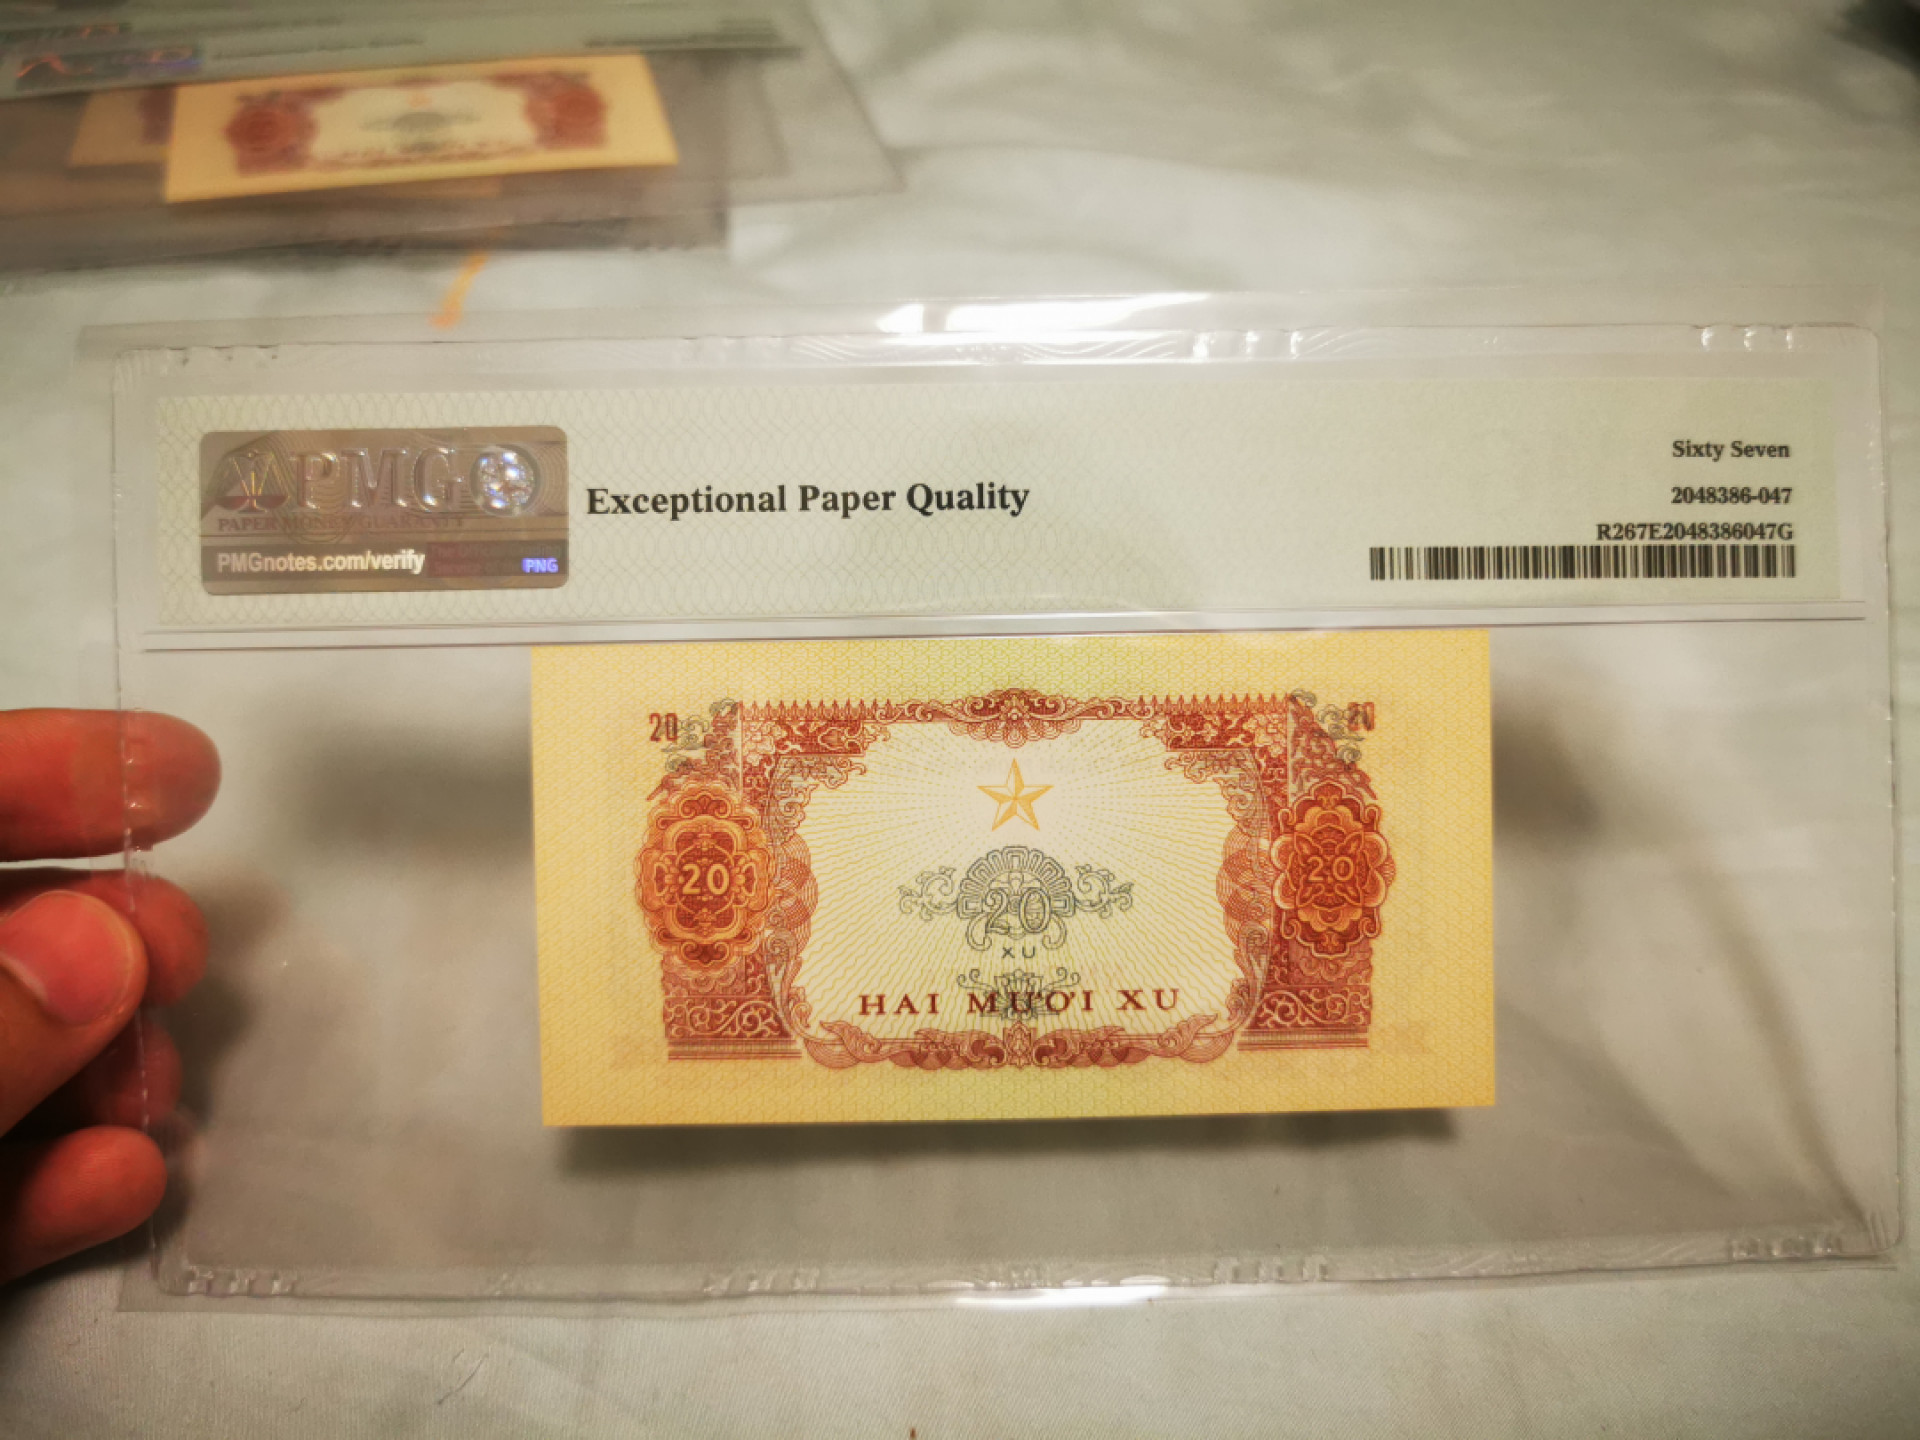 PMG
PAPER MONEY GUARANTY
PMGnotes.com/verify
PNG
Exceptional Paper Quality
Sixty Seven
2048386-047
R267E2048386047G
20
20
20
20
20
XU
HAI MƯƠI XU